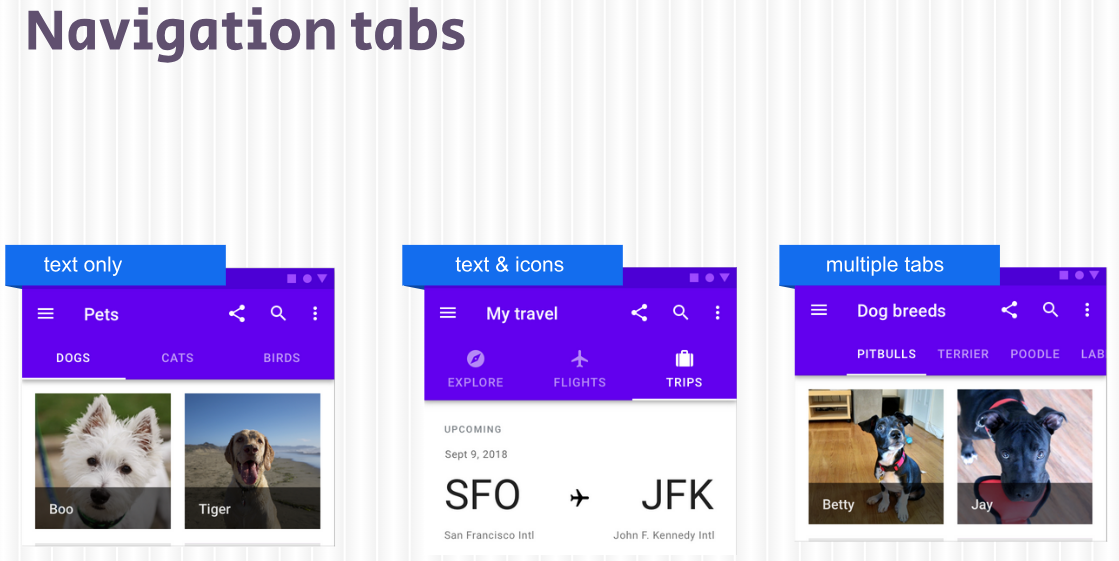 Navigation tabs
text only
Pets
DOGS CATS BIRDS
Boo Tiger
text & icons
My travel
EXPLORE FLIGHTS TRIPS
UPCOMING
Sept 9, 2018
SFO JFK
San Francisco Intl John F. Kennedy Intl
multiple tabs
Dog breeds
PITBULLS TERRIER POODLE LAB
Betty Jay